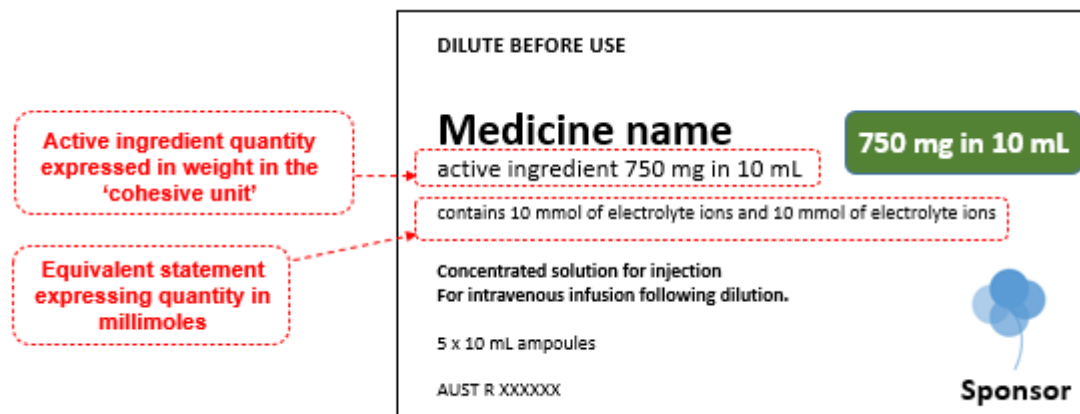 DILUTE BEFORE USE
Active ingredient quantity
expressed in weight in the
‘cohesive unit’
Medicine name
750 mg in 10 mL
active ingredient 750 mg in 10 mL
contains 10 mmol of electrolyte ions and 10 mmol of electrolyte ions
Equivalent statement
expressing quantity in
millimoles
Concentrated solution for injection
For intravenous infusion following dilution.
5 x 10 mL ampoules
AUST R XXXXXX
Sponsor